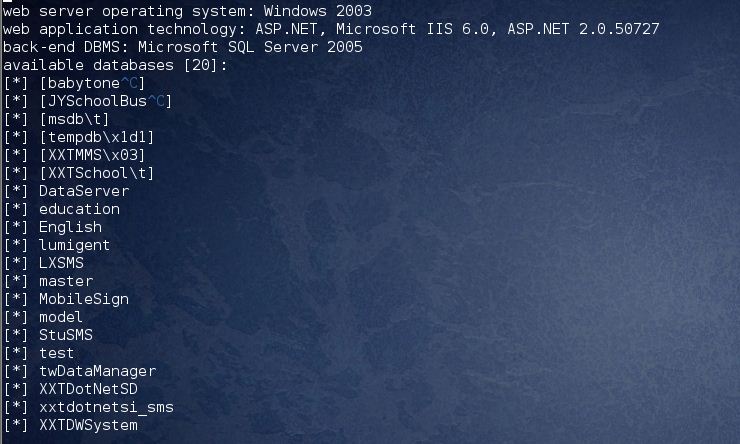 web server operating system: Windows 2003
web application technology: ASP.NET, Microsoft IIS 6.0, ASP.NET 2.0.50727
back-end DBMS: Microsoft SQL Server 2005
available databases [20]:
[*] [babytone^C]
[*] [JYSchoolBus^C]
[*] [msdb\t]
[*] [tempdb\x1d1]
[*] [XXTMMS\x03]
[*] [XXTSchool\t]
[*] DataServer
[*] education
[*] English
[*] lumigent
[*] LXSMS
[*] master
[*] MobileSign
[*] model
[*] StuSMS
[*] test
[*] twDataManager
[*] XXTDotNetSD
[*] xxtdotnetsi_sms
[*] XXTDWSystem